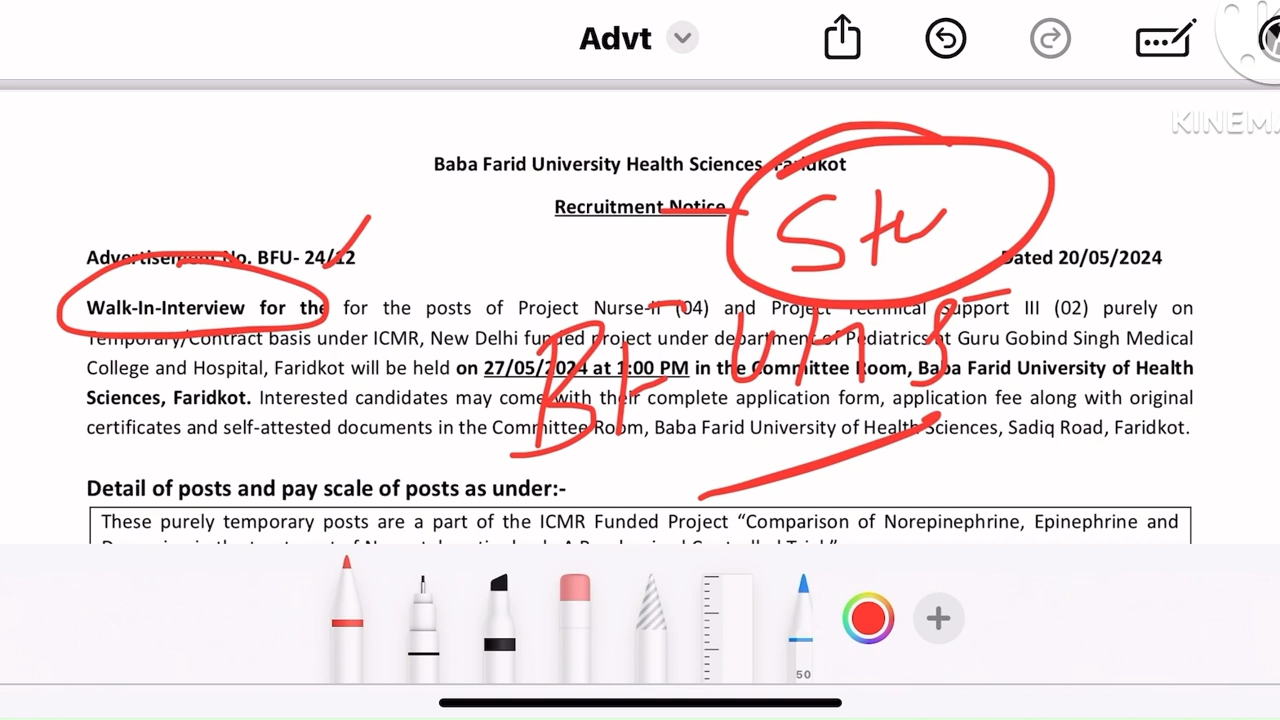 Advt
KINEMA
Baba Farid University Health Sciences, Faridkot
Recruitment Notice
Stu
Advertisement No. BFU- 24/12 Dated 20/05/2024
Walk-In-Interview for the for the posts of Project Nurse-II (04) and Project Technical Support III (02) purely on
Temporary/Contract basis under ICMR, New Delhi funded project under department of Pediatrics at Guru Gobind Singh Medical
College and Hospital, Faridkot will be held on 27/05/2024 at 1:00 PM in the Committee Room, Baba Farid University of Health
Sciences, Faridkot. Interested candidates may come with their complete application form, application fee along with original
certificates and self-attested documents in the Committee Room, Baba Farid University of Health Sciences, Sadiq Road, Faridkot.
BFUHS
Detail of posts and pay scale of posts as under:-
These purely temporary posts are a part of the ICMR Funded Project “Comparison of Norepinephrine, Epinephrine and
50